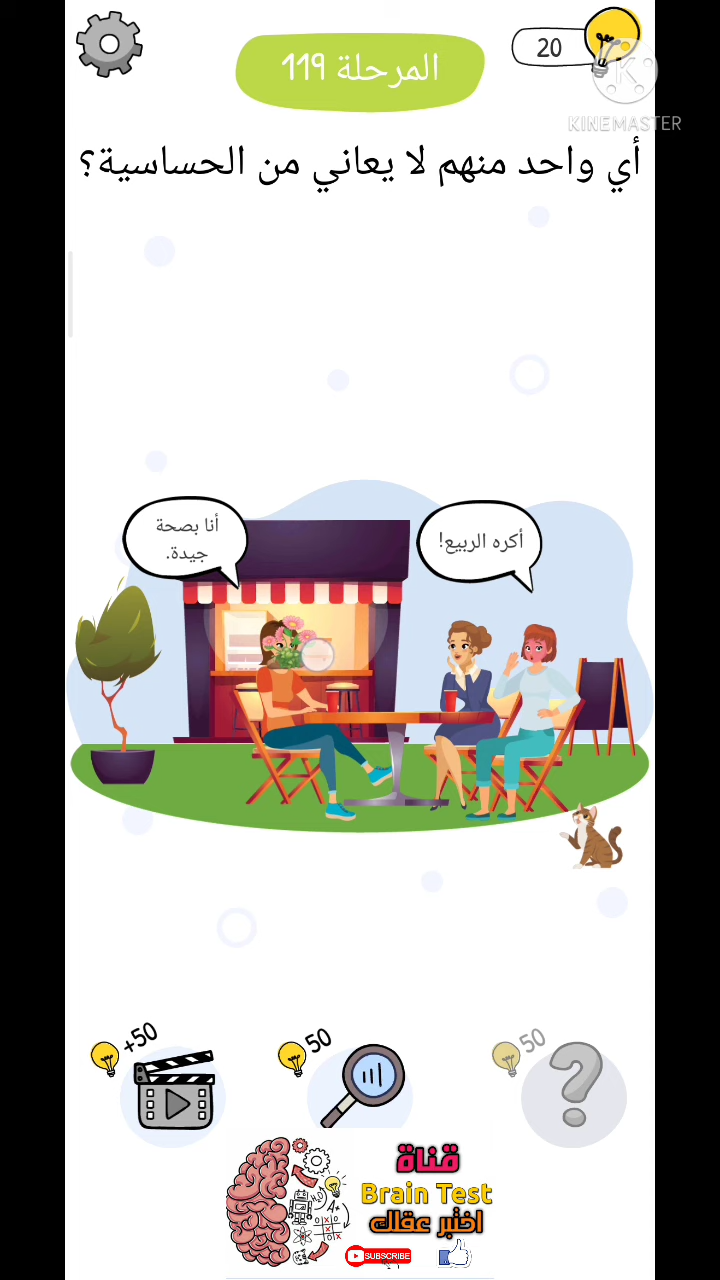 المرحلة 119
20
KINEMASTER
أي واحد منهم لا يعاني من الحساسية؟
أنا بصحة
جيدة.
أكره الربيع!
+50
50
50
قناة
Brain Test
اختبر عقلك
SUBSCRIBE